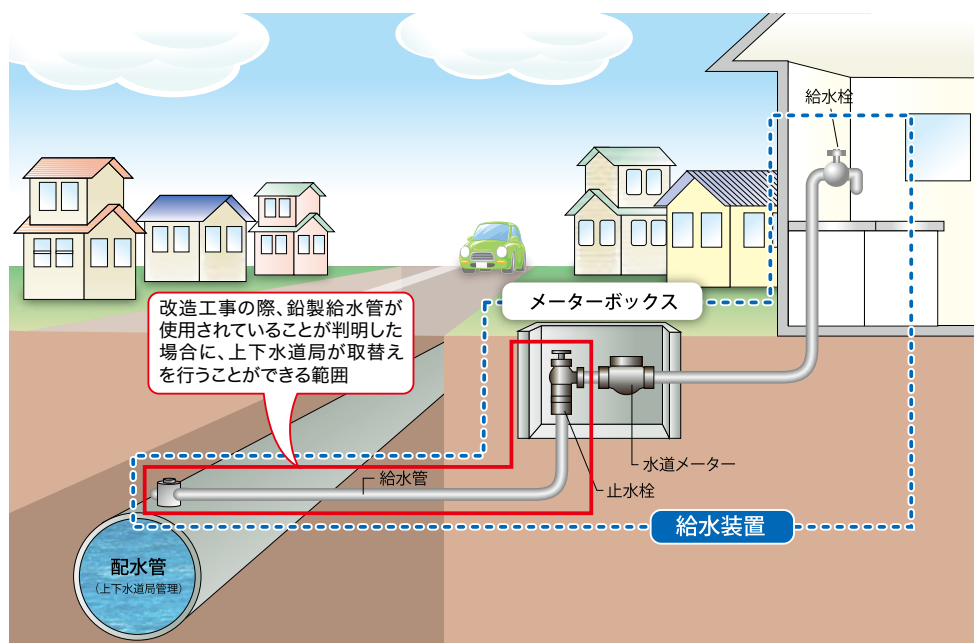 給水栓
メーターボックス
改造工事の際、鉛製給水管が
使用されていることが判明した
場合に、上下水道局が取替え
を行うことができる範囲
水道メーター
給水管
止水栓
給水装置
配水管
（上下水道局管理）